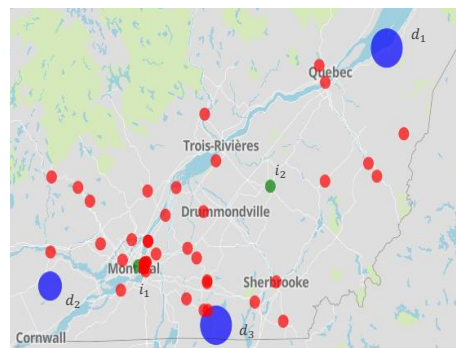 d₁
Quebec
Trois-Rivières
i₂
Drummondville
Montréal
i₁
Sherbrooke
d₂
d₃
Cornwall